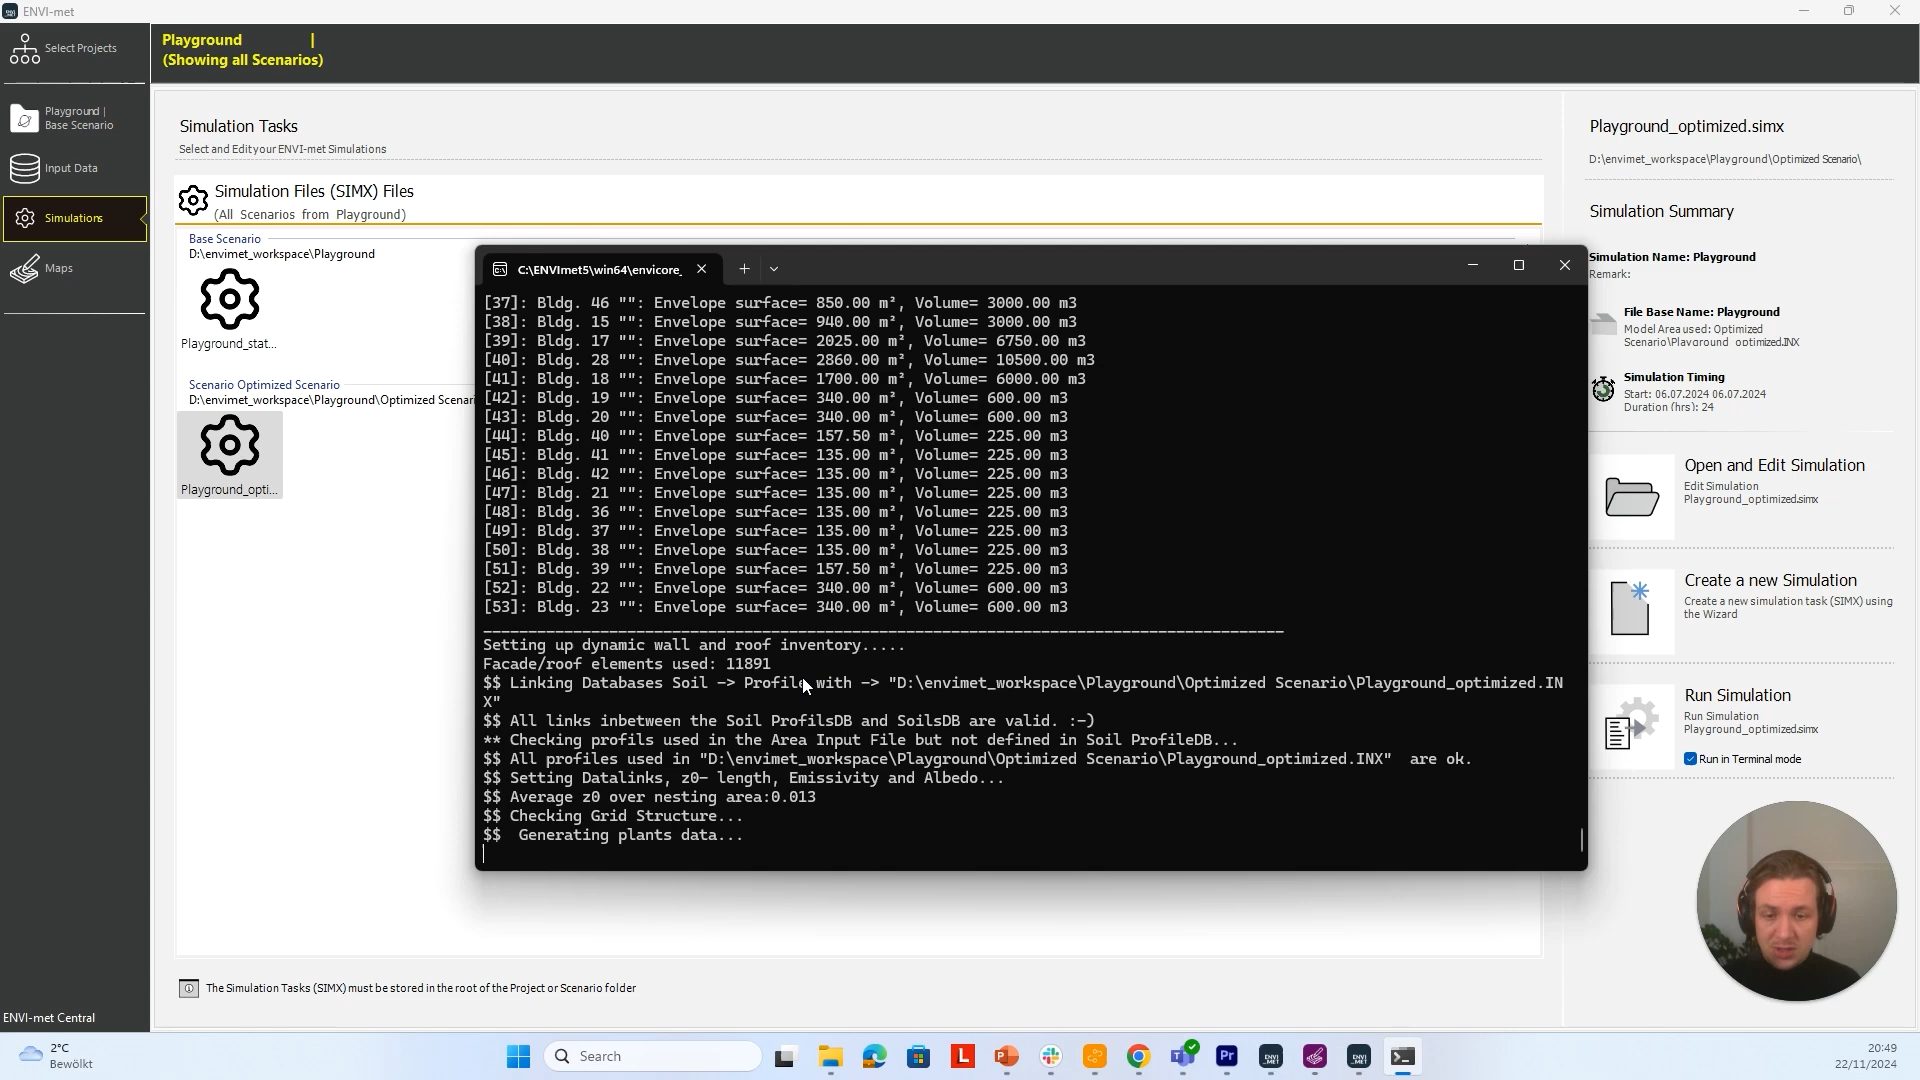 ENVI-met
Select Projects
Playground |
(Showing all Scenarios)
Playground |
Base Scenario
Input Data
Simulations
Maps
ENVI-met Central
Simulation Tasks
Select and Edit your ENVI-met Simulations
Simulation Files (SIMX) Files
(All Scenarios from Playground)
Base Scenario
D:\envimet_workspace\Playground
Playground_stat...
Scenario Optimized Scenario
D:\envimet_workspace\Playground\Optimized Scenari
Playground_opti...
The Simulation Tasks (SIMX) must be stored in the root of the Project or Scenario folder
C:\ENVImet5\win64\envicore_
[37]: Bldg. 46 "": Envelope surface= 850.00 m², Volume= 3000.00 m3
[38]: Bldg. 15 "": Envelope surface= 940.00 m², Volume= 3000.00 m3
[39]: Bldg. 17 "": Envelope surface= 2025.00 m², Volume= 6750.00 m3
[40]: Bldg. 28 "": Envelope surface= 2860.00 m², Volume= 10500.00 m3
[41]: Bldg. 18 "": Envelope surface= 1700.00 m², Volume= 6000.00 m3
[42]: Bldg. 19 "": Envelope surface= 340.00 m², Volume= 600.00 m3
[43]: Bldg. 20 "": Envelope surface= 340.00 m², Volume= 600.00 m3
[44]: Bldg. 40 "": Envelope surface= 157.50 m², Volume= 225.00 m3
[45]: Bldg. 41 "": Envelope surface= 135.00 m², Volume= 225.00 m3
[46]: Bldg. 42 "": Envelope surface= 135.00 m², Volume= 225.00 m3
[47]: Bldg. 21 "": Envelope surface= 135.00 m², Volume= 225.00 m3
[48]: Bldg. 36 "": Envelope surface= 135.00 m², Volume= 225.00 m3
[49]: Bldg. 37 "": Envelope surface= 135.00 m², Volume= 225.00 m3
[50]: Bldg. 38 "": Envelope surface= 135.00 m², Volume= 225.00 m3
[51]: Bldg. 39 "": Envelope surface= 157.50 m², Volume= 225.00 m3
[52]: Bldg. 22 "": Envelope surface= 340.00 m², Volume= 600.00 m3
[53]: Bldg. 23 "": Envelope surface= 340.00 m², Volume= 600.00 m3
Setting up dynamic wall and roof inventory.....
Facade/roof elements used: 11891
$$ Linking Databases Soil -> Profile with -> "D:\envimet_workspace\Playground\Optimized Scenario\Playground_optimized.IN
X"
$$ All links inbetween the Soil ProfilsDB and SoilsDB are valid. :-)
** Checking profils used in the Area Input File but not defined in Soil ProfileDB...
$$ All profiles used in "D:\envimet_workspace\Playground\Optimized Scenario\Playground_optimized.INX"  are ok.
$$ Setting Datalinks, z0- length, Emissivity and Albedo...
$$ Average z0 over nesting area:0.013
$$ Checking Grid Structure...
$$  Generating plants data...
Playground_optimized.simx
D:\envimet_workspace\Playground\Optimized Scenario\
Simulation Summary
Simulation Name: Playground
Remark:
File Base Name: Playground
Model Area used: Optimized
Scenario\Playground_optimized.INX
Simulation Timing
Start: 06.07.2024 06.07.2024
Duration (hrs): 24
Open and Edit Simulation
Edit Simulation
Playground_optimized.simx
Create a new Simulation
Create a new simulation task (SIMX) using
the Wizard
Run Simulation
Run Simulation
Playground_optimized.simx
Run in Terminal mode
2°C
Bewölkt
Search
L
P
Pr
ENVI
MET
ENVI
MET
20:49
22/11/2024